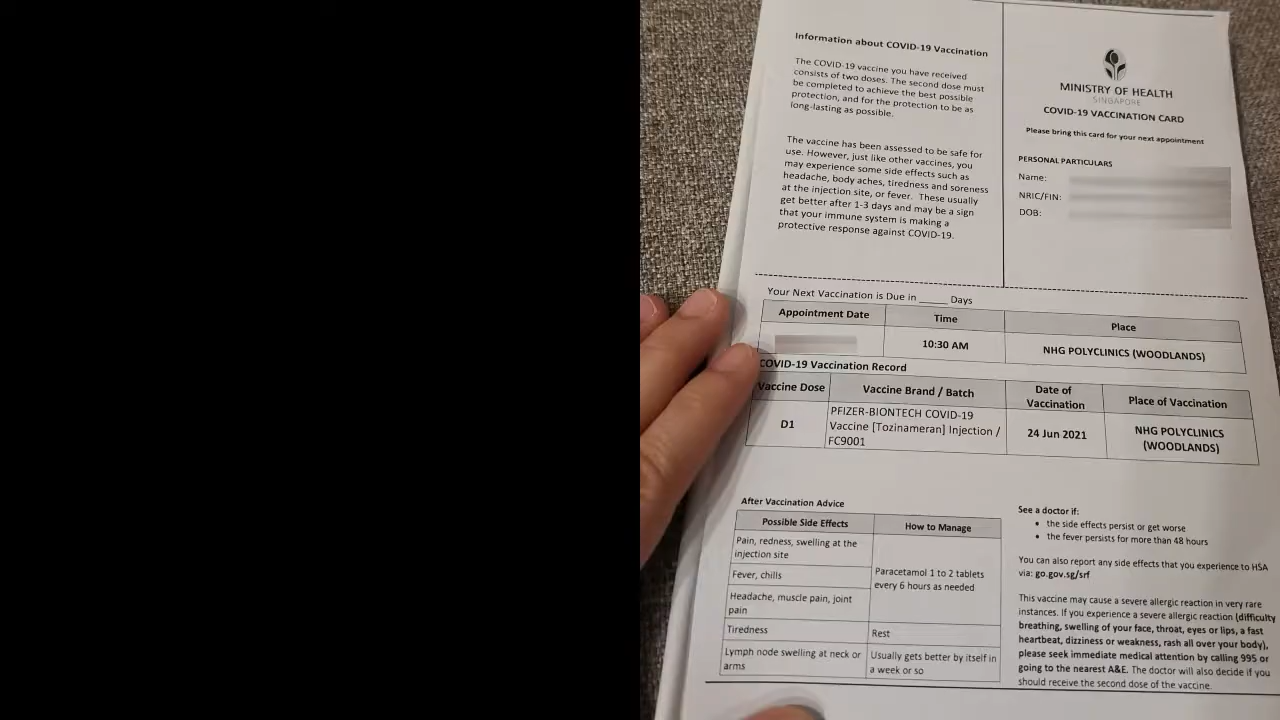 Information about COVID-19 Vaccination
The COVID-19 vaccine you have received
consists of two doses. The second dose must
be completed to achieve the best possible
protection, and for the protection to be as
long-lasting as possible.
The vaccine has been assessed to be safe for
use. However, just like other vaccines, you
may experience some side effects such as
headache, body aches, tiredness and soreness
at the injection site, or fever. These usually
get better after 1-3 days and may be a sign
that your immune system is making a
protective response against COVID-19.
MINISTRY OF HEALTH
SINGAPORE
COVID-19 VACCINATION CARD
Please bring this card for your next appointment
PERSONAL PARTICULARS
Name:
NRIC/FIN:
DOB:
Your Next Vaccination is Due in _____ Days
Appointment Date Time Place
10:30 AM NHG POLYCLINICS (WOODLANDS)
COVID-19 Vaccination Record
Vaccine Dose Vaccine Brand / Batch Date of Vaccination Place of Vaccination
D1
PFIZER-BIONTECH COVID-19
Vaccine [Tozinameran] Injection /
FC9001
24 Jun 2021
NHG POLYCLINICS
(WOODLANDS)
After Vaccination Advice
Possible Side Effects How to Manage
Pain, redness, swelling at the
injection site
Fever, chills
Headache, muscle pain, joint
pain
Paracetamol 1 to 2 tablets
every 6 hours as needed
Tiredness Rest
Lymph node swelling at neck or
arms
Usually gets better by itself in
a week or so
See a doctor if:
• the side effects persist or get worse
• the fever persists for more than 48 hours
You can also report any side effects that you experience to HSA
via: go.gov.sg/srf
This vaccine may cause a severe allergic reaction in very rare
instances. If you experience a severe allergic reaction (difficulty
breathing, swelling of your face, throat, eyes or lips, a fast
heartbeat, dizziness or weakness, rash all over your body),
please seek immediate medical attention by calling 995 or
going to the nearest A&E. The doctor will also decide if you
should receive the second dose of the vaccine.